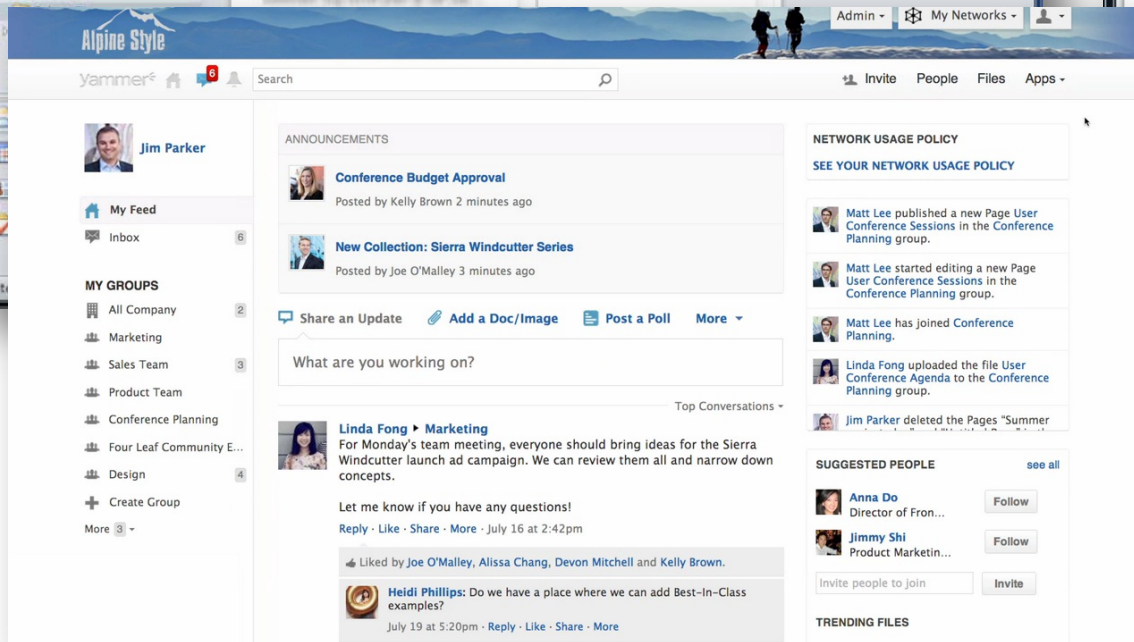 Alpine Style
Admin
My Networks
yammer
6
Search
Invite
People
Files
Apps
Jim Parker
My Feed
Inbox
6
MY GROUPS
All Company
2
Marketing
Sales Team
3
Product Team
Conference Planning
Four Leaf Community E...
Design
4
Create Group
More 3
ANNOUNCEMENTS
Conference Budget Approval
Posted by Kelly Brown 2 minutes ago
New Collection: Sierra Windcutter Series
Posted by Joe O'Malley 3 minutes ago
Share an Update
Add a Doc/Image
Post a Poll
More
What are you working on?
Top Conversations
Linda Fong ▸ Marketing
For Monday's team meeting, everyone should bring ideas for the Sierra
Windcutter launch ad campaign. We can review them all and narrow down
concepts.
Let me know if you have any questions!
Reply · Like · Share · More · July 16 at 2:42pm
Liked by Joe O'Malley, Alissa Chang, Devon Mitchell and Kelly Brown.
Heidi Phillips: Do we have a place where we can add Best-In-Class
examples?
July 19 at 5:20pm · Reply · Like · Share · More
NETWORK USAGE POLICY
SEE YOUR NETWORK USAGE POLICY
Matt Lee published a new Page User
Conference Sessions in the Conference
Planning group.
Matt Lee started editing a new Page
User Conference Sessions in the
Conference Planning group.
Matt Lee has joined Conference
Planning.
Linda Fong uploaded the file User
Conference Agenda to the Conference
Planning group.
Jim Parker deleted the Pages "Summer
SUGGESTED PEOPLE
see all
Anna Do
Director of Fron...
Follow
Jimmy Shi
Product Marketin...
Follow
Invite people to join
Invite
TRENDING FILES